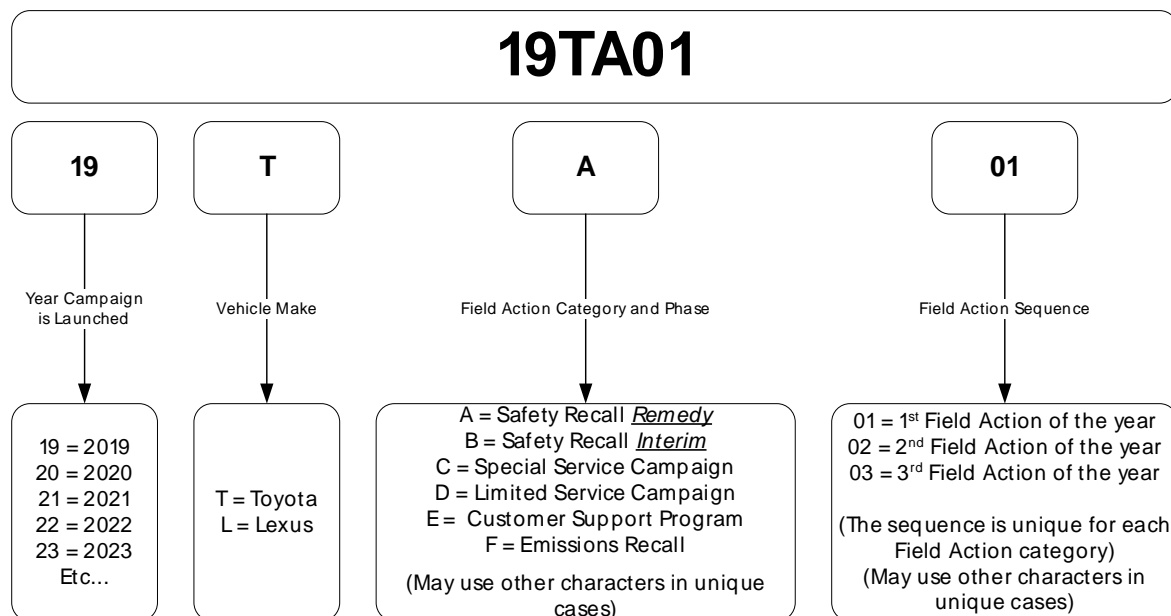 19TA01
19
T
A
01
Year Campaign
is Launched
Vehicle Make
Field Action Category and Phase
Field Action Sequence
19 = 2019
20 = 2020
21 = 2021
22 = 2022
23 = 2023
Etc...
T = Toyota
L = Lexus
A = Safety Recall Remedy
B = Safety Recall Interim
C = Special Service Campaign
D = Limited Service Campaign
E = Customer Support Program
F = Emissions Recall
(May use other characters in unique
cases)
01 = 1st Field Action of the year
02 = 2nd Field Action of the year
03 = 3rd Field Action of the year
(The sequence is unique for each
Field Action category)
(May use other characters in
unique cases)